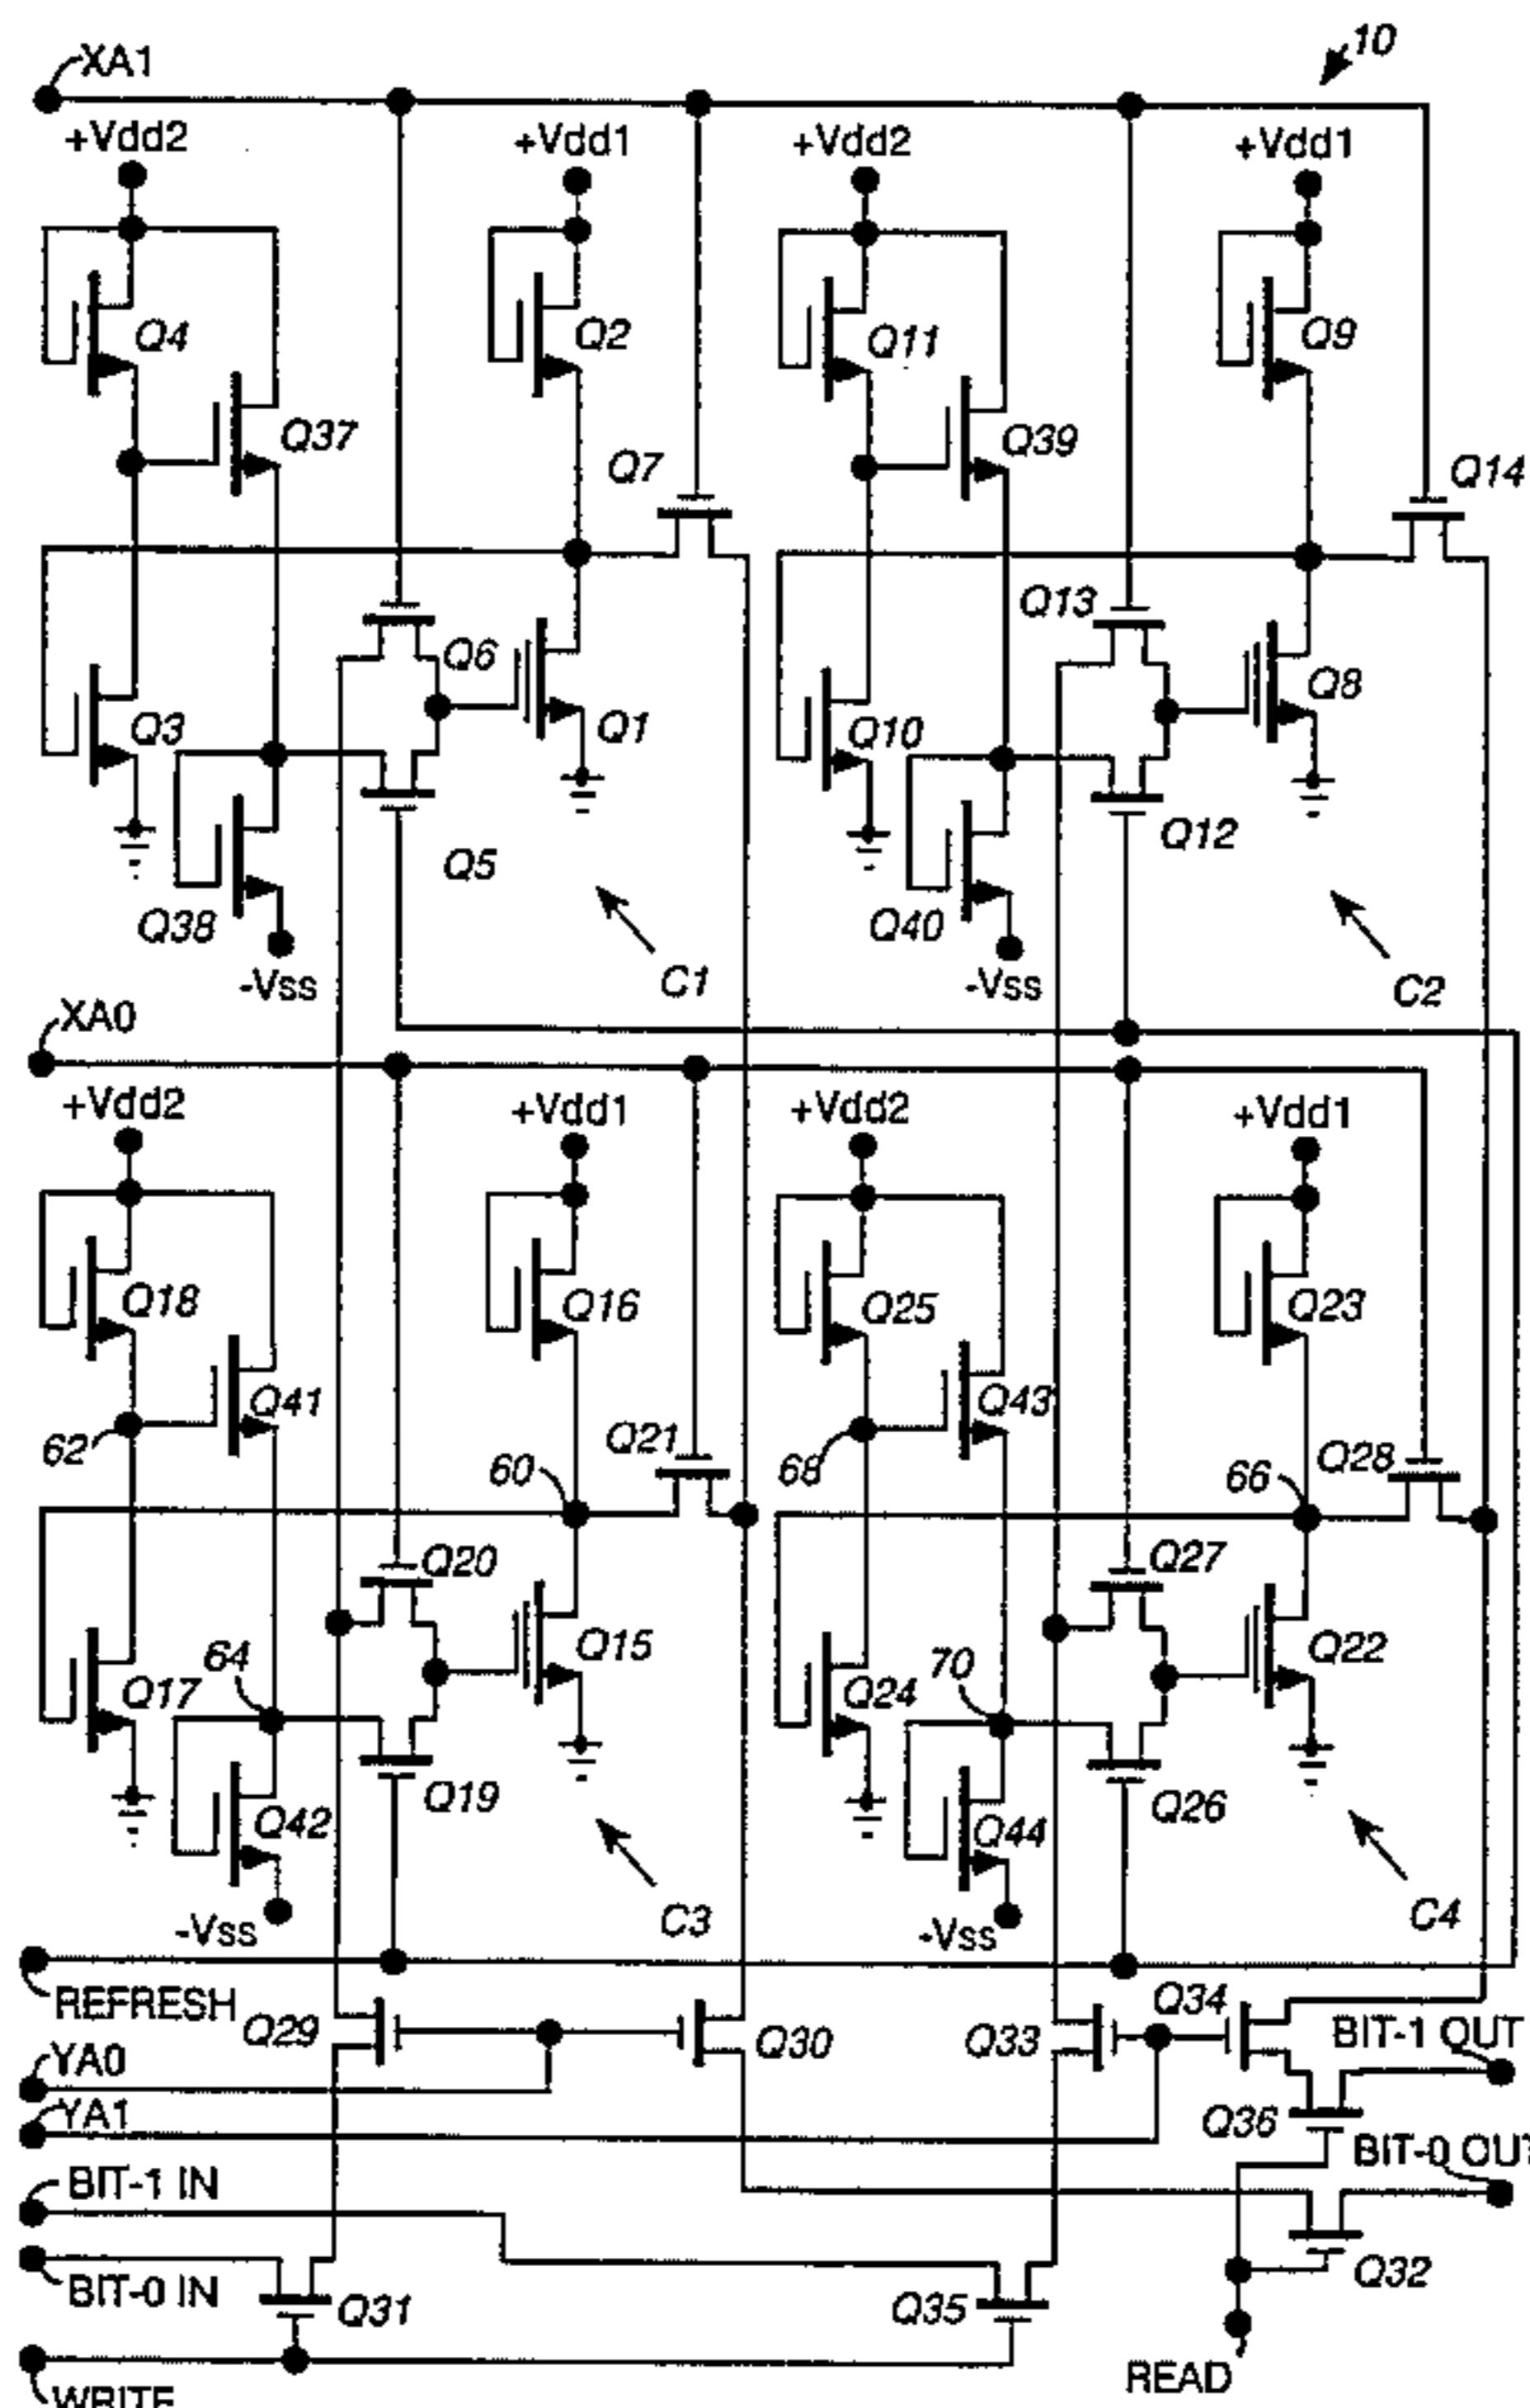 10
XA1
+Vdd2
+Vdd1
+Vdd2
+Vdd1
Q4
Q2
Q11
Q9
Q37
Q39
Q7
Q14
Q13
Q6
Q3
Q1
Q10
Q8
Q5
Q12
Q38
Q40
-Vss
C1
-Vss
C2
XA0
+Vdd2
+Vdd1
+Vdd2
+Vdd1
Q18
Q16
Q25
Q23
Q41
Q43
62
Q21
68
Q28
60
66
Q20
Q27
64
Q15
70
Q22
Q17
Q24
Q19
Q26
Q42
Q44
-Vss
C3
-Vss
C4
REFRESH
Q29
Q30
Q33
Q34
BIT-1 OUT
YA0
YA1
Q36
BIT-0 OUT
BIT-1 IN
BIT-0 IN
Q31
Q35
Q32
READ
WRITE